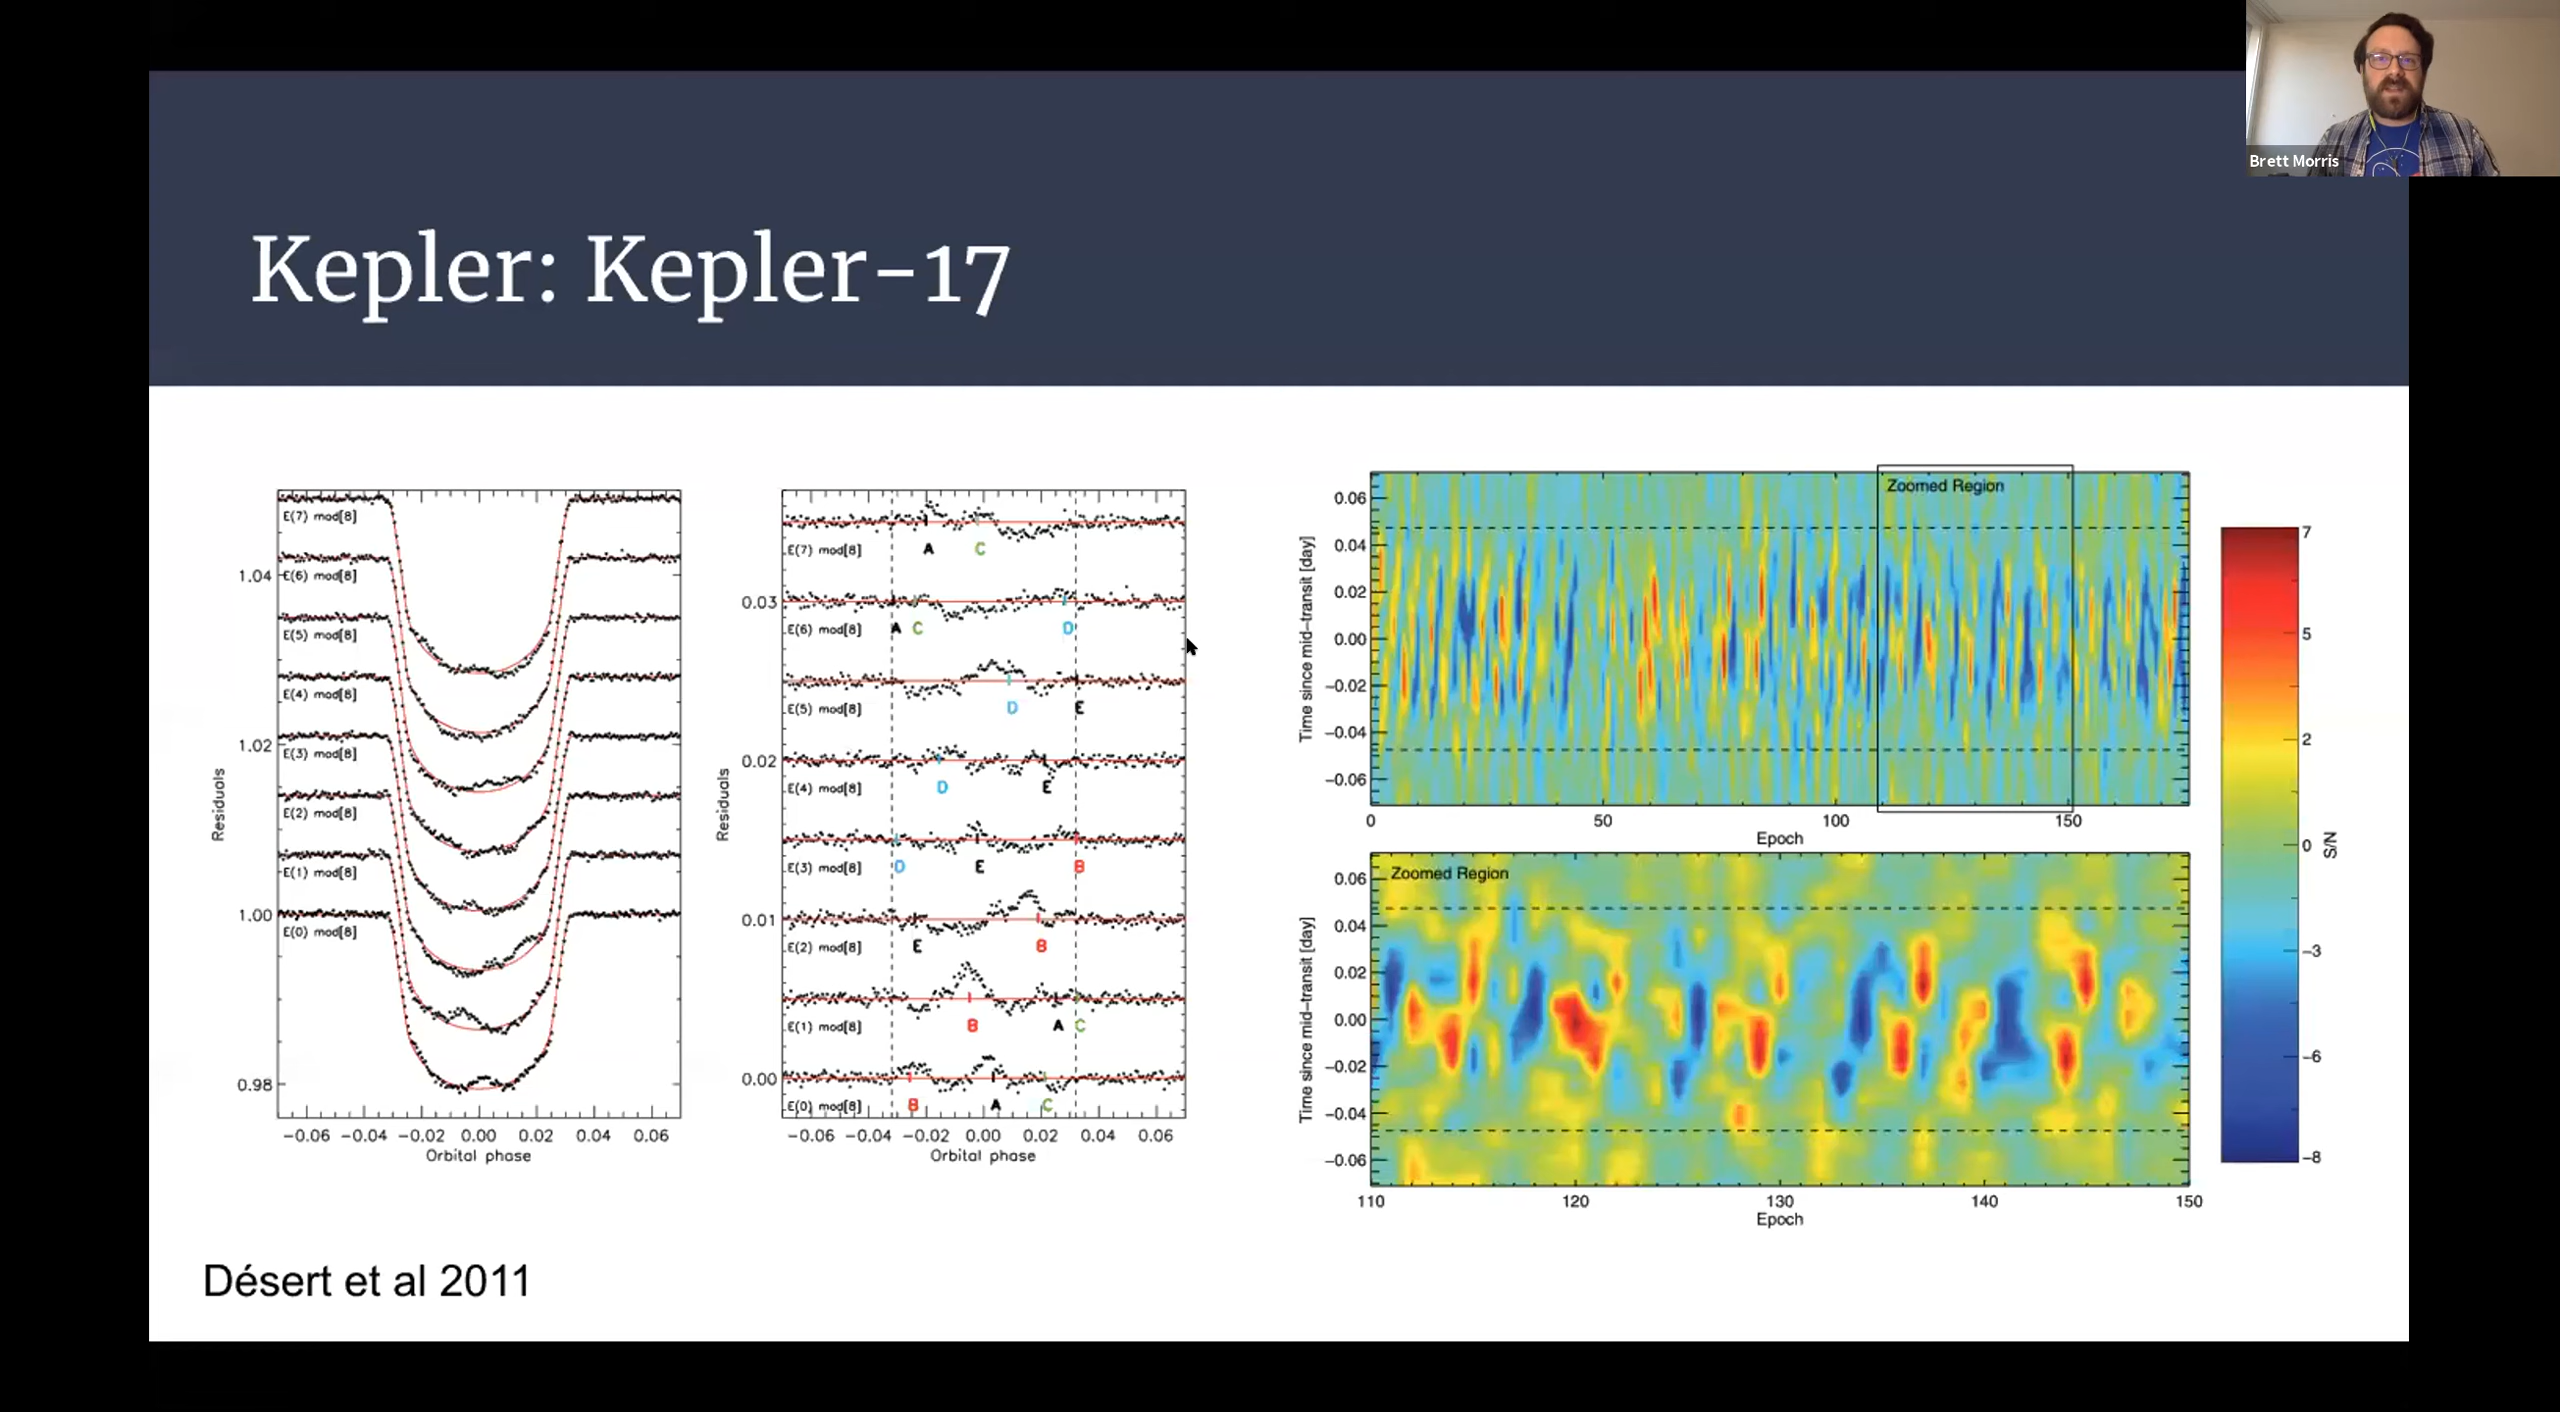 Brett Morris
Kepler: Kepler-17
E(7) mod[8]
1.04
E(6) mod[8]
E(5) mod[8]
E(4) mod[8]
1.02
E(3) mod[8]
E(2) mod[8]
E(1) mod[8]
1.00
E(0) mod[8]
0.98
Residuals
−0.06 −0.04 −0.02 0.00 0.02 0.04 0.06
Orbital phase
E(7) mod[8] A C
0.03
E(6) mod[8] A C D
E(5) mod[8] D E
0.02
E(4) mod[8] D E
E(3) mod[8] D E B
0.01
E(2) mod[8] E B
E(1) mod[8] B A C
0.00
E(0) mod[8] B A C
Residuals
−0.06 −0.04 −0.02 0.00 0.02 0.04 0.06
Orbital phase
Zoomed Region
0.06
0.04
0.02
0.00
−0.02
−0.04
−0.06
Time since mid−transit [day]
0 50 100 150
Epoch
Zoomed Region
0.06
0.04
0.02
0.00
−0.02
−0.04
−0.06
Time since mid−transit [day]
110 120 130 140 150
Epoch
7
5
2
0
−3
−6
−8
S/N
Désert et al 2011